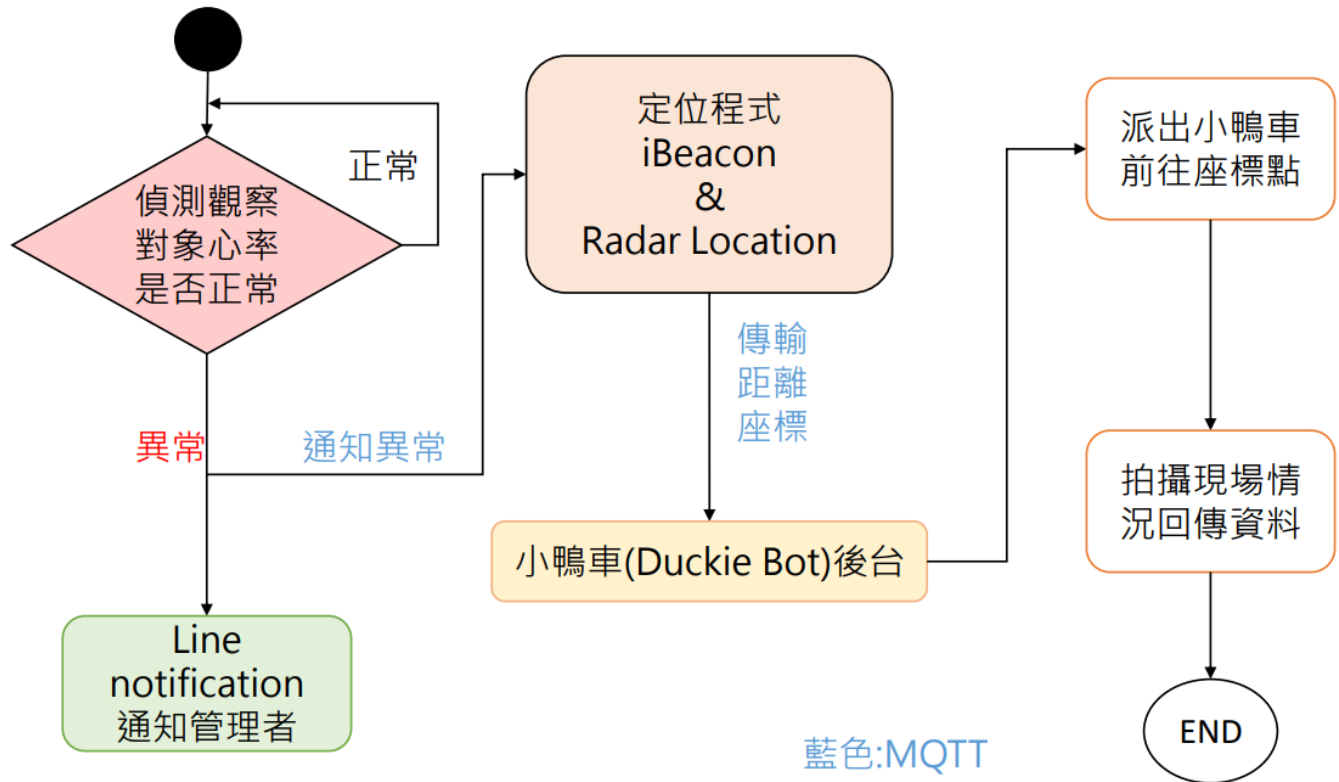 正常
偵測觀察
對象心率
是否正常
異常
通知異常
Line
notification
通知管理者
定位程式
iBeacon
&
Radar Location
傳輸
距離
座標
小鴨車(Duckie Bot)後台
派出小鴨車
前往座標點
拍攝現場情
況回傳資料
END
藍色:MQTT